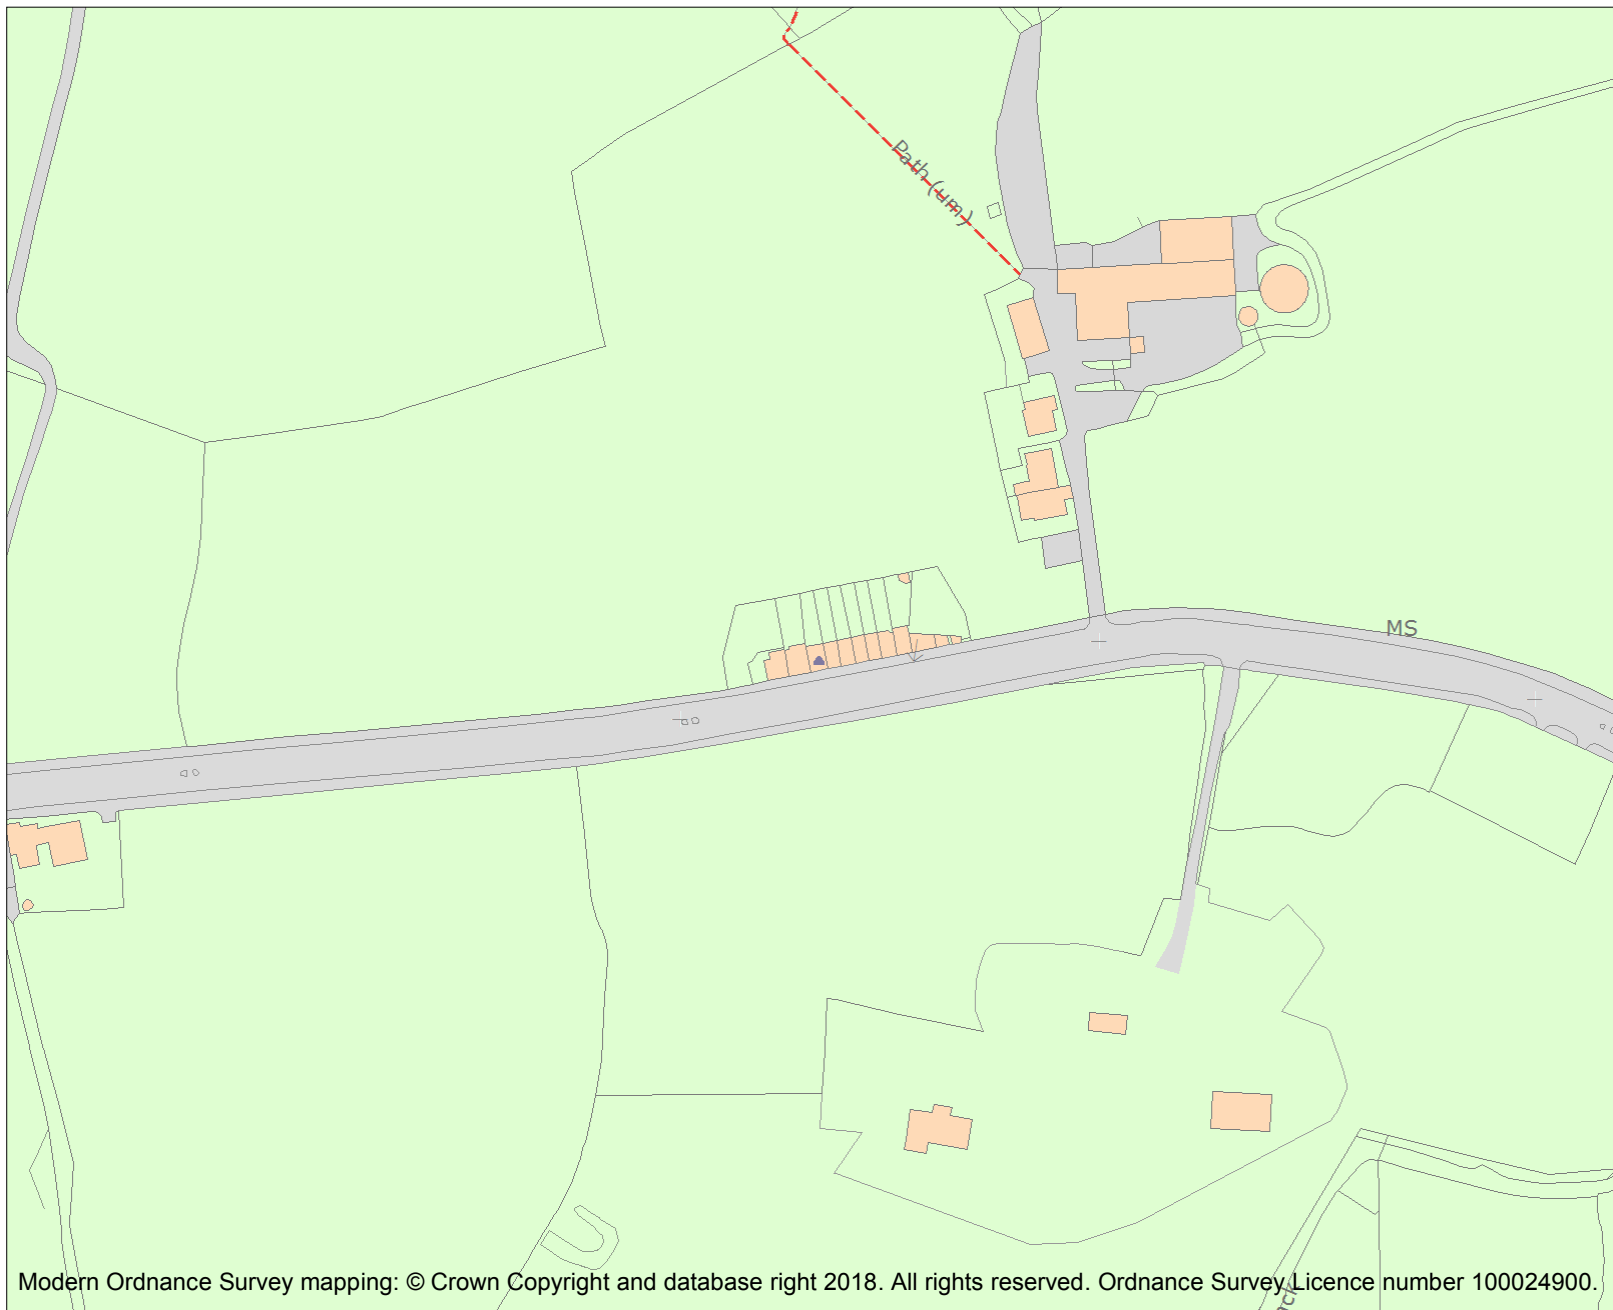 Path (um)
MS
Modern Ordnance Survey mapping: © Crown Copyright and database right 2018. All rights reserved. Ordnance Survey Licence number 100024900.